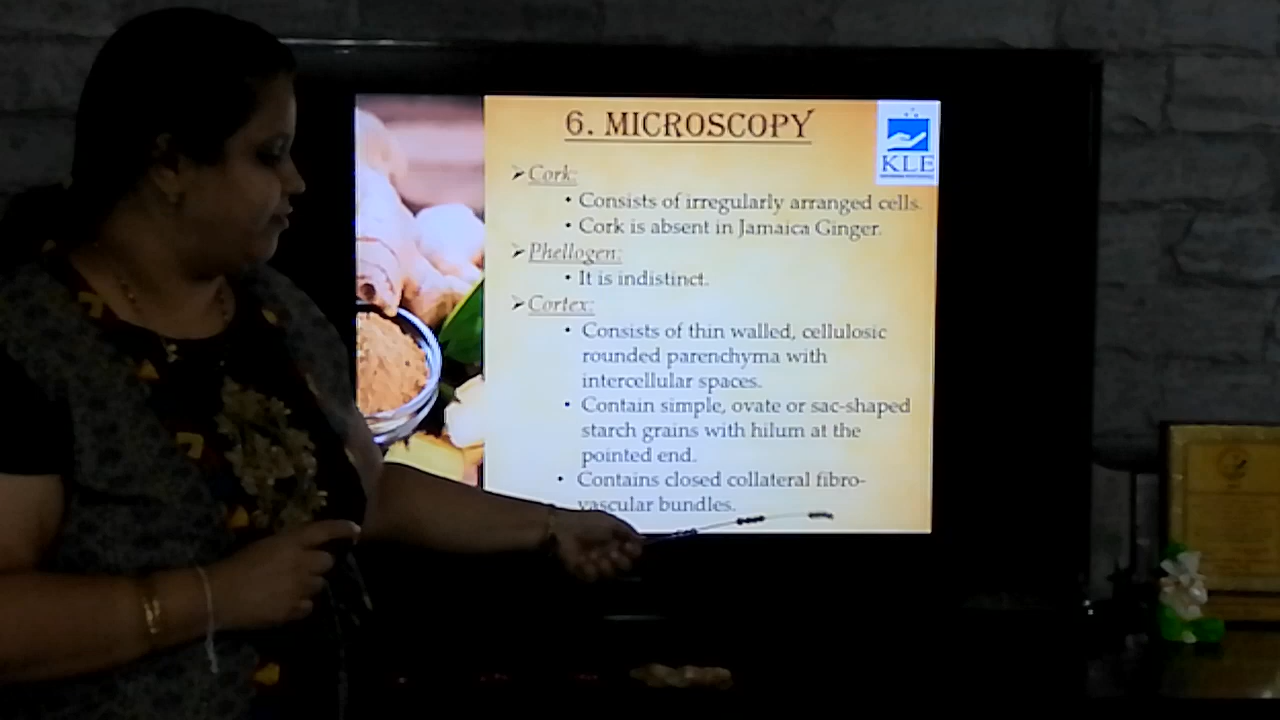 6. MICROSCOPY
KLE
➢ Cork:
• Consists of irregularly arranged cells.
• Cork is absent in Jamaica Ginger.
➢ Phellogen:
• It is indistinct.
➢ Cortex:
• Consists of thin walled, cellulosic
rounded parenchyma with
intercellular spaces.
• Contain simple, ovate or sac-shaped
starch grains with hilum at the
pointed end.
• Contains closed collateral fibro-
vascular bundles.